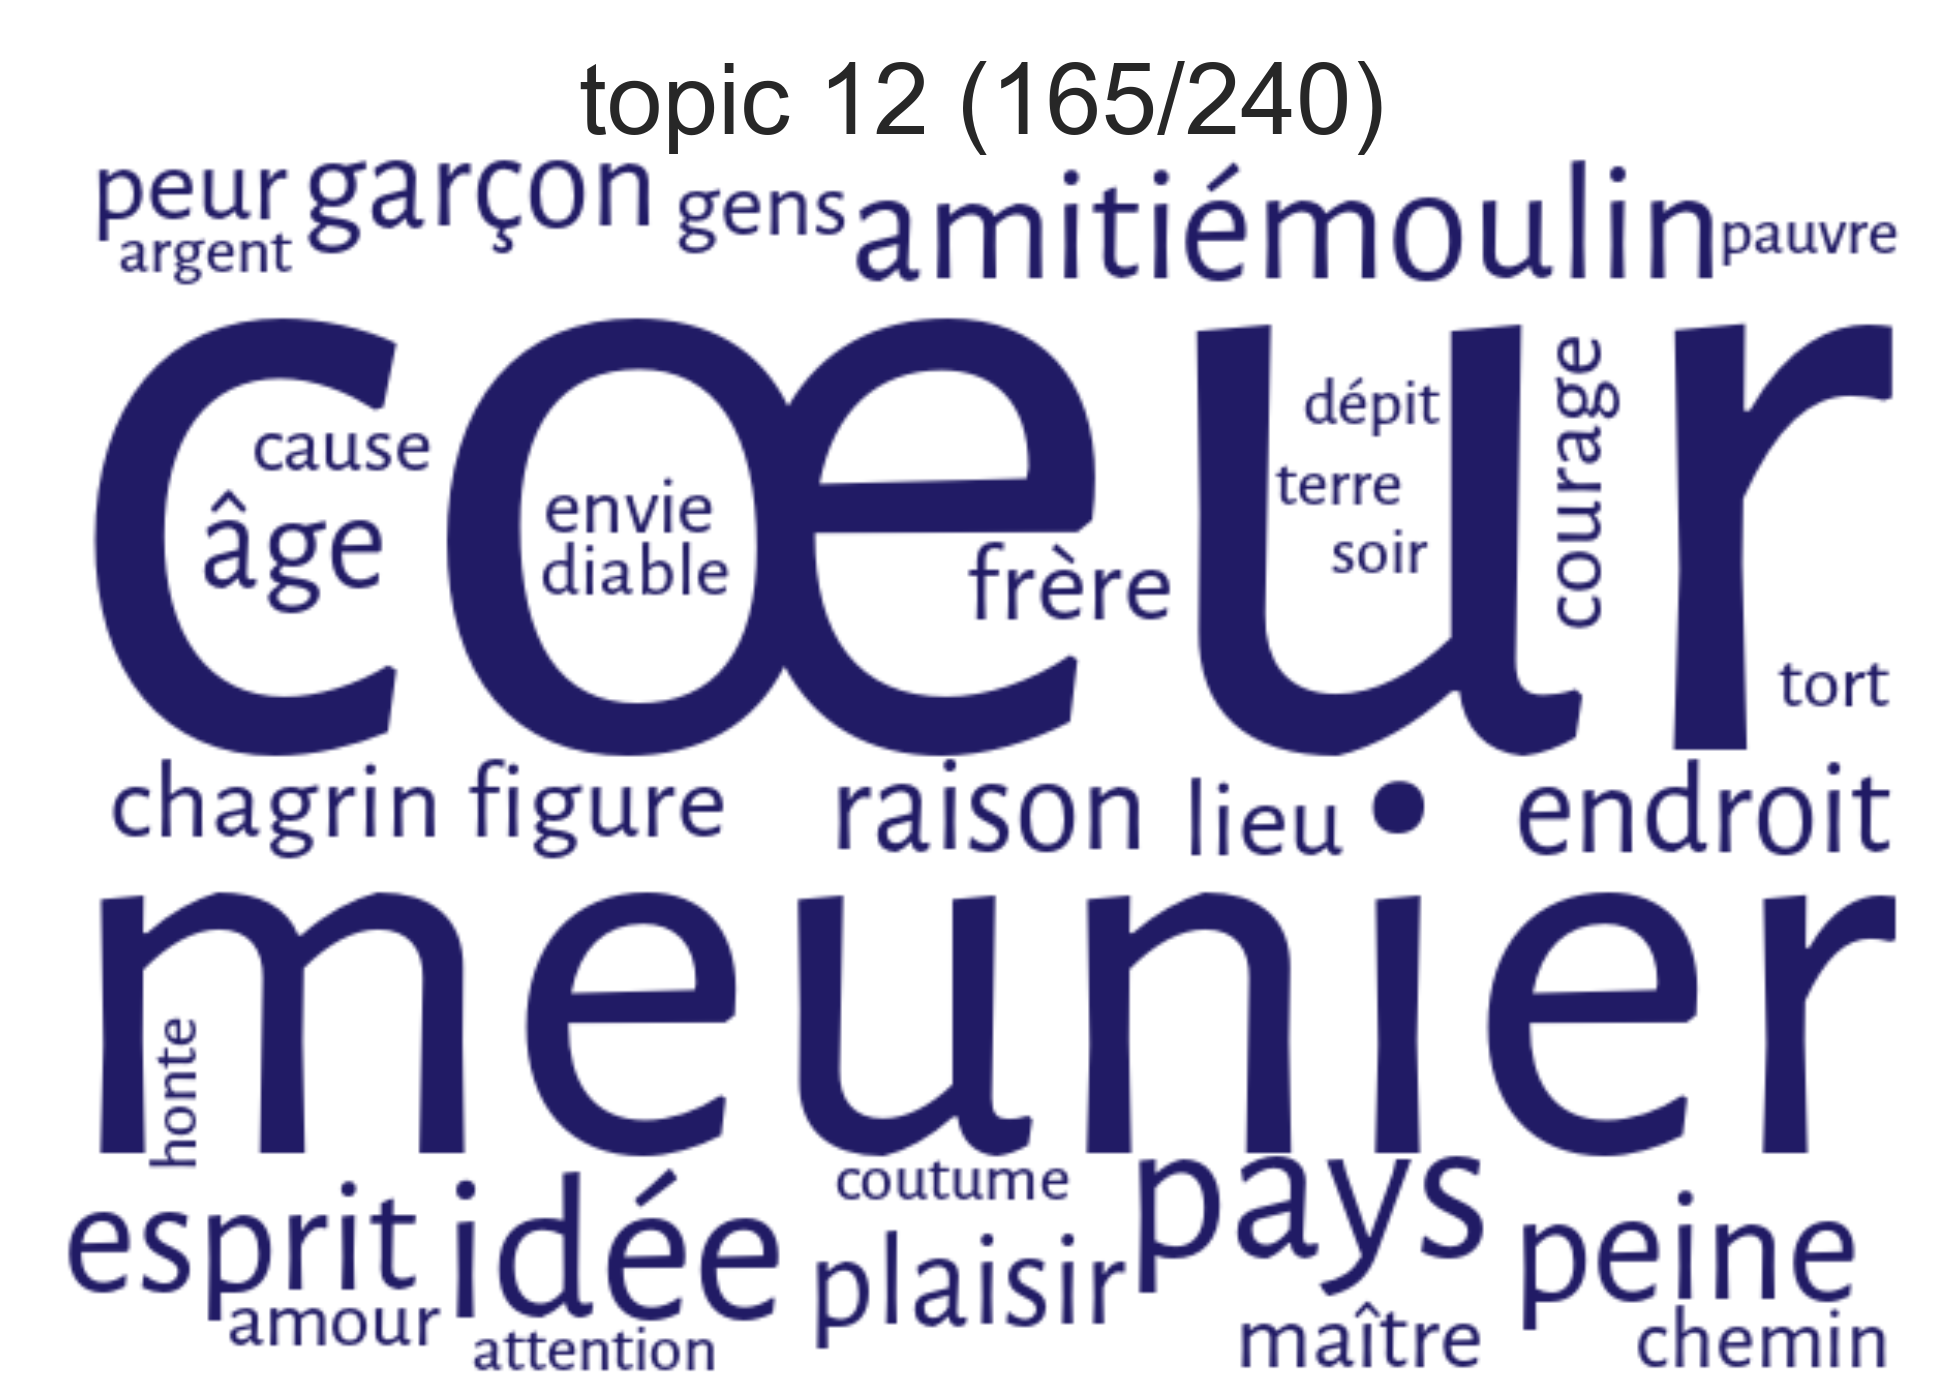 topic 12 (165/240)
peur garçon gens amitié moulin pauvre
argent
cœur
cause
âge
envie
diable
frère
dépit
terre
soir
courage
tort
chagrin figure raison lieu endroit
meunier
honte
esprit idée coutume pays peine
amour attention plaisir maître chemin